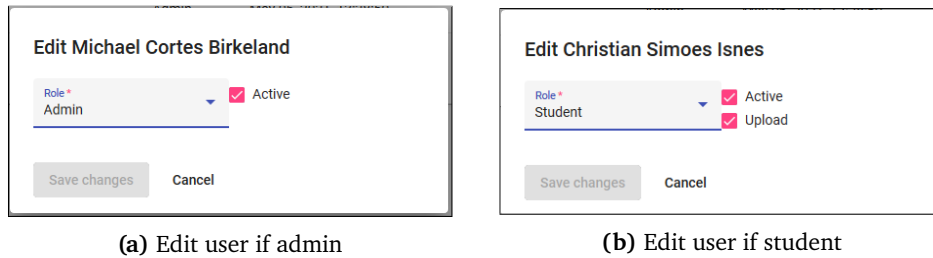 Edit Michael Cortes Birkeland
Role *
Admin
Active
Save changes
Cancel
(a) Edit user if admin
Edit Christian Simoes Isnes
Role *
Student
Active
Upload
Save changes
Cancel
(b) Edit user if student